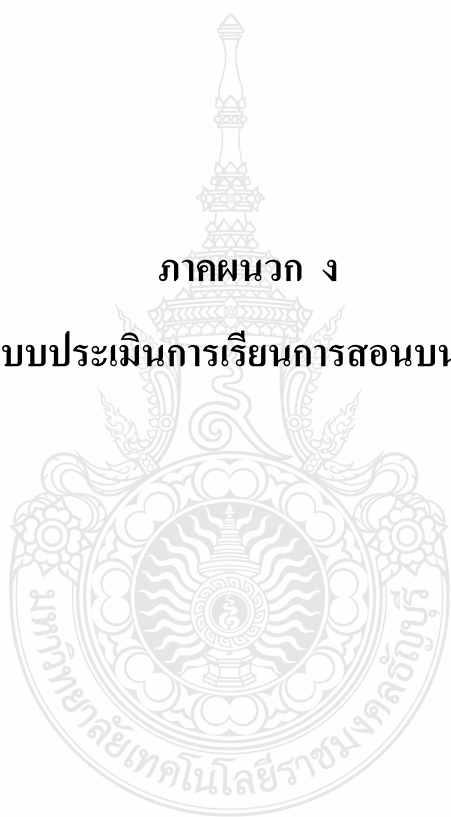 ภาคผนวก ง
บบประเมินการเรียนการสอนบน
มหาวิทยาลัยเทคโนโลยีราชมงคลธัญบุรี